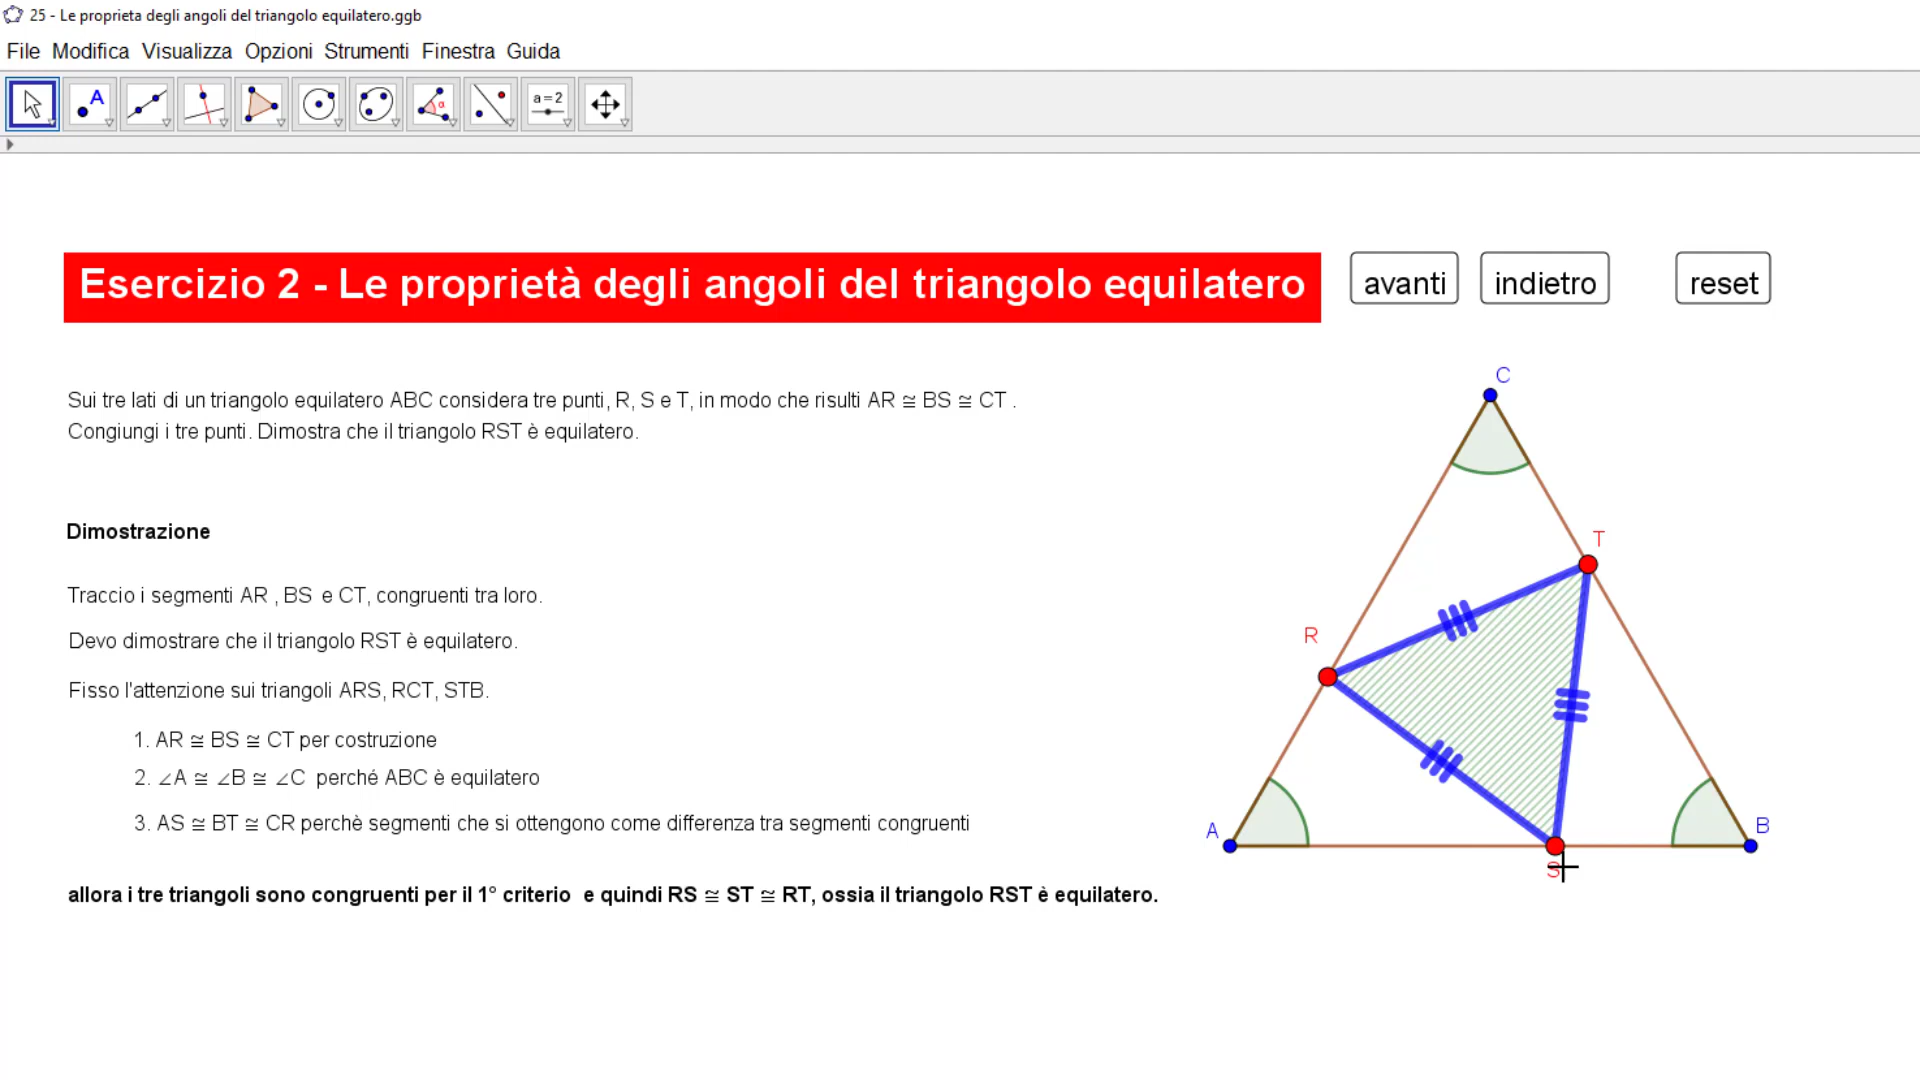 25 - Le proprieta degli angoli del triangolo equilatero.ggb
File Modifica Visualizza Opzioni Strumenti Finestra Guida
A
α
a=2
Esercizio 2 - Le proprietà degli angoli del triangolo equilatero
avanti
indietro
reset
Sui tre lati di un triangolo equilatero ABC considera tre punti, R, S e T, in modo che risulti AR ≅ BS ≅ CT .
Congiungi i tre punti. Dimostra che il triangolo RST è equilatero.
Dimostrazione
Traccio i segmenti AR , BS e CT, congruenti tra loro.
Devo dimostrare che il triangolo RST è equilatero.
Fisso l'attenzione sui triangoli ARS, RCT, STB.
1. AR ≅ BS ≅ CT per costruzione
2. ∠A ≅ ∠B ≅ ∠C perché ABC è equilatero
3. AS ≅ BT ≅ CR perchè segmenti che si ottengono come differenza tra segmenti congruenti
allora i tre triangoli sono congruenti per il 1° criterio e quindi RS ≅ ST ≅ RT, ossia il triangolo RST è equilatero.
C
T
R
A
B
S